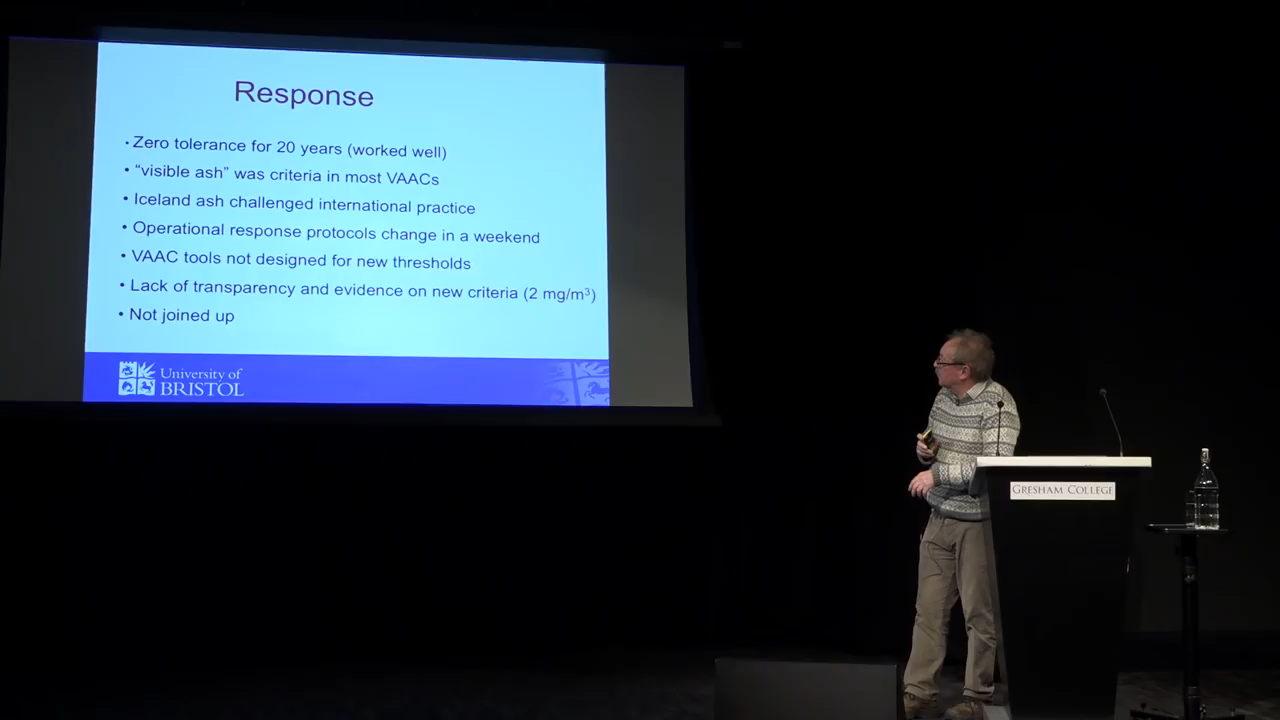 Response
• Zero tolerance for 20 years (worked well)
• “visible ash” was criteria in most VAACs
• Iceland ash challenged international practice
• Operational response protocols change in a weekend
• VAAC tools not designed for new thresholds
• Lack of transparency and evidence on new criteria (2 mg/m³)
• Not joined up
University of
BRISTOL
GRESHAM COLLEGE